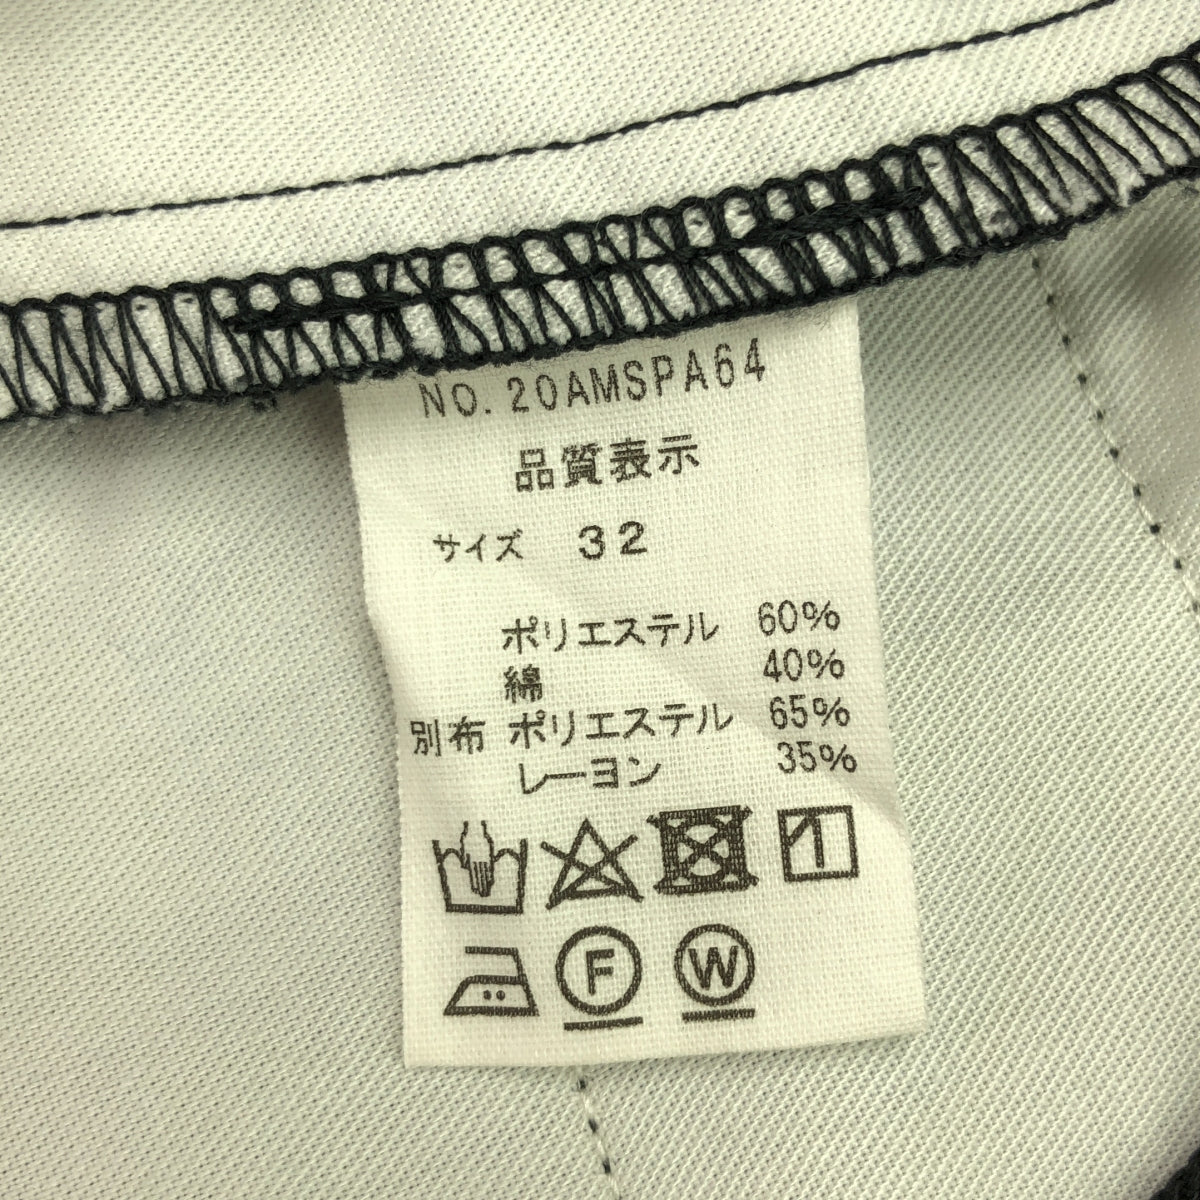 NO.20AMSPA64
品質表示
サイズ 32
ポリエステル 60%
綿 40%
別布 ポリエステル 65%
レーヨン 35%
F W